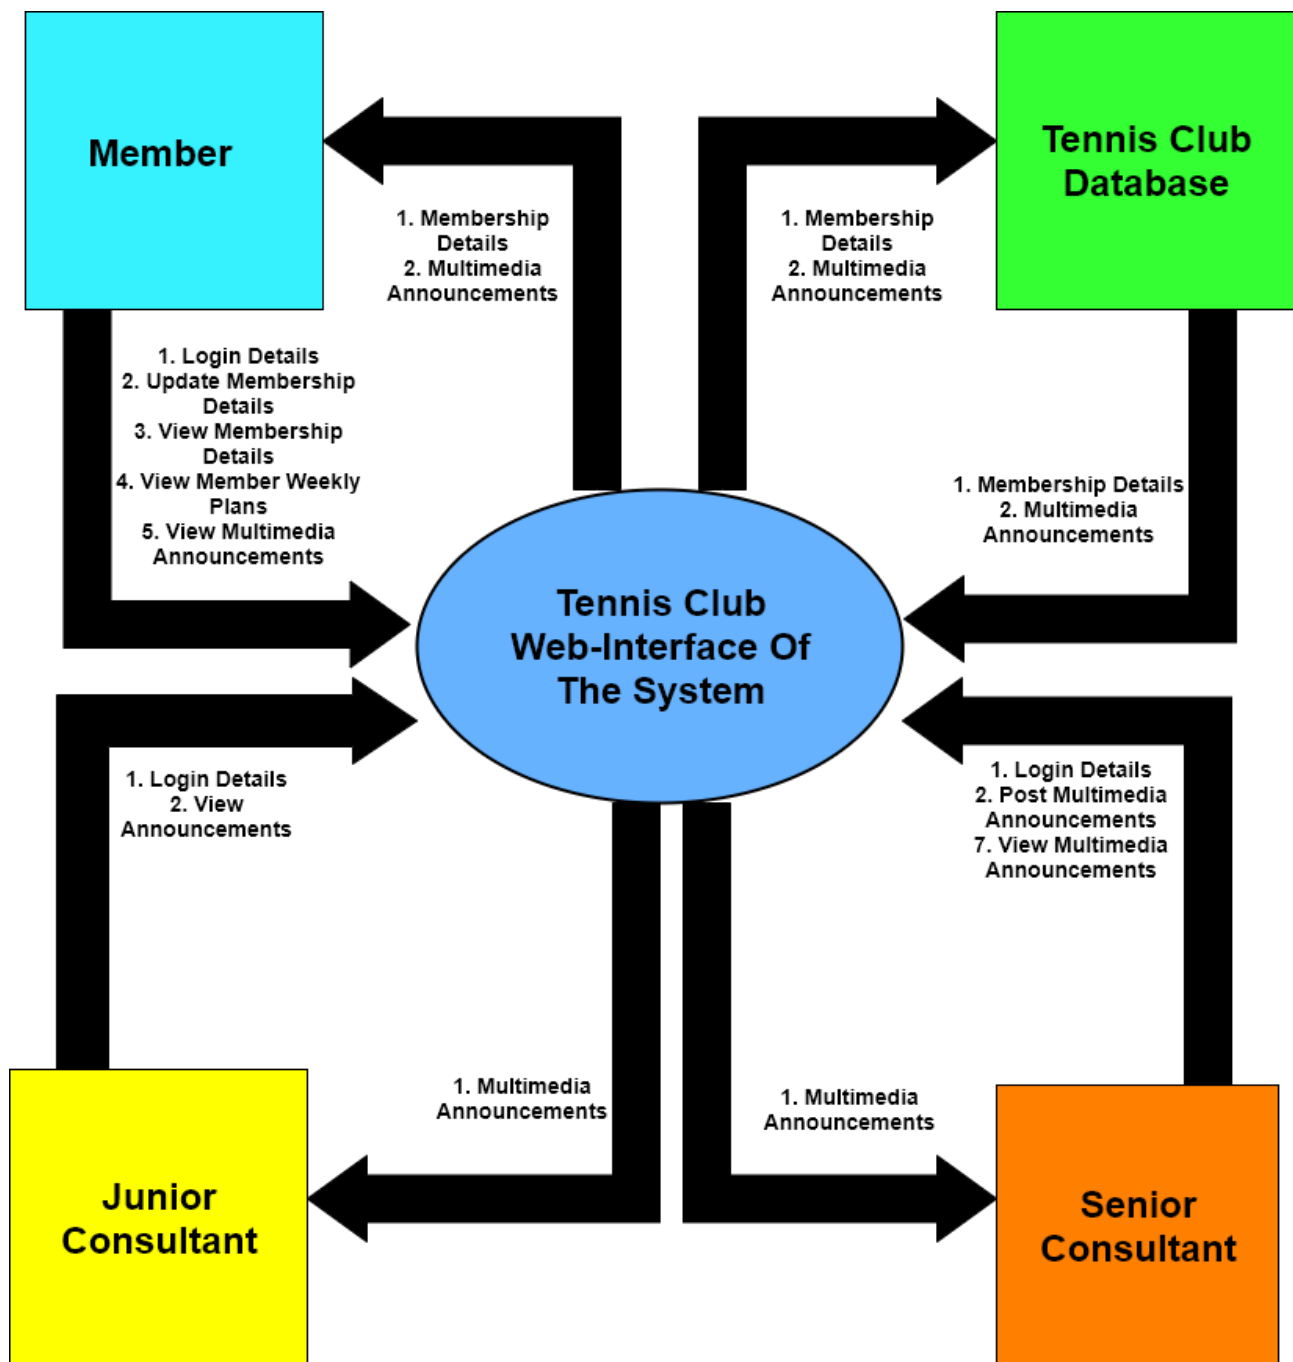 Member
Tennis Club
Database
1. Membership
Details
2. Multimedia
Announcements
1. Membership
Details
2. Multimedia
Announcements
1. Login Details
2. Update Membership
Details
3. View Membership
Details
4. View Member Weekly
Plans
5. View Multimedia
Announcements
1. Membership Details
2. Multimedia
Announcements
Tennis Club
Web-Interface Of
The System
1. Login Details
2. View
Announcements
1. Login Details
2. Post Multimedia
Announcements
7. View Multimedia
Announcements
1. Multimedia
Announcements
1. Multimedia
Announcements
Junior
Consultant
Senior
Consultant